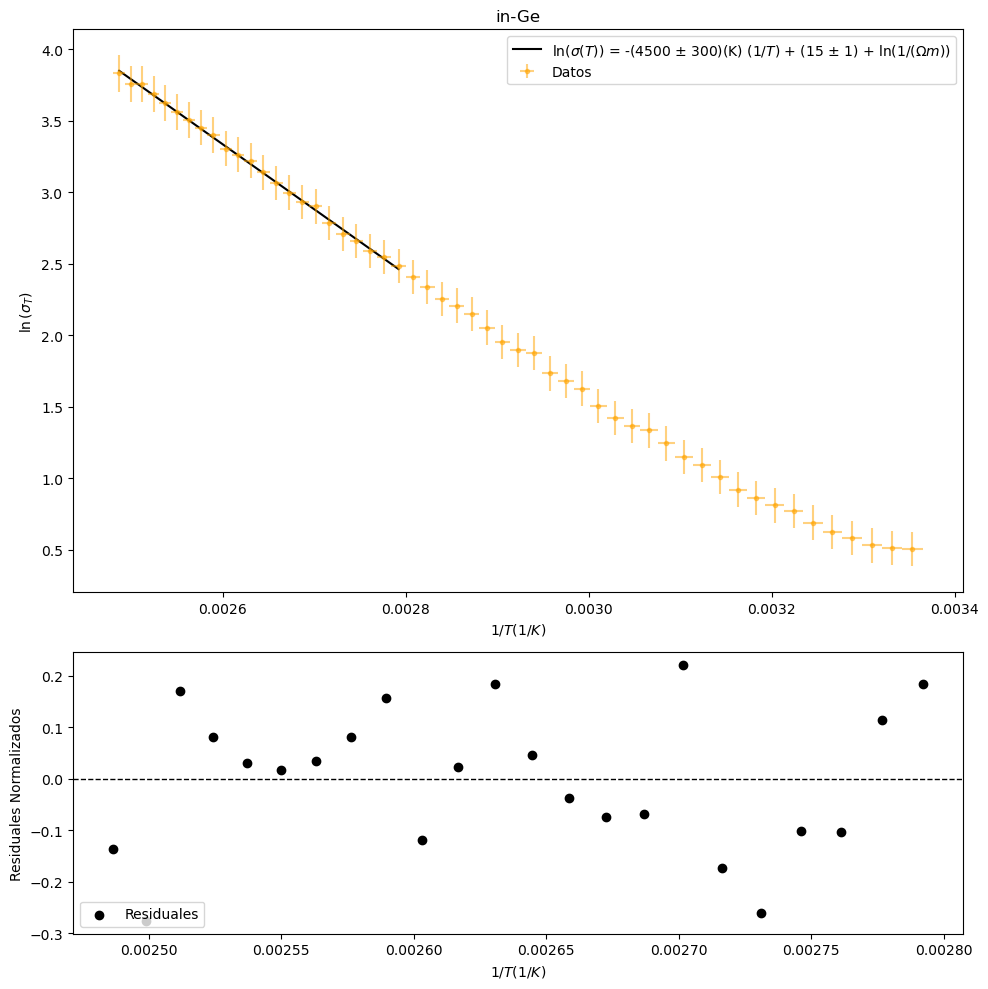 in-Ge
ln(σ(T)) = -(4500 ± 300)(K) (1/T) + (15 ± 1) + ln(1/(Ωm))
Datos
4.0
3.5
3.0
2.5
2.0
1.5
1.0
0.5
ln (σ_T)
0.0026 0.0028 0.0030 0.0032 0.0034
1/T(1/K)
0.2
0.1
0.0
−0.1
−0.2
−0.3
Residuales Normalizados
Residuales
0.00250 0.00255 0.00260 0.00265 0.00270 0.00275 0.00280
1/T(1/K)